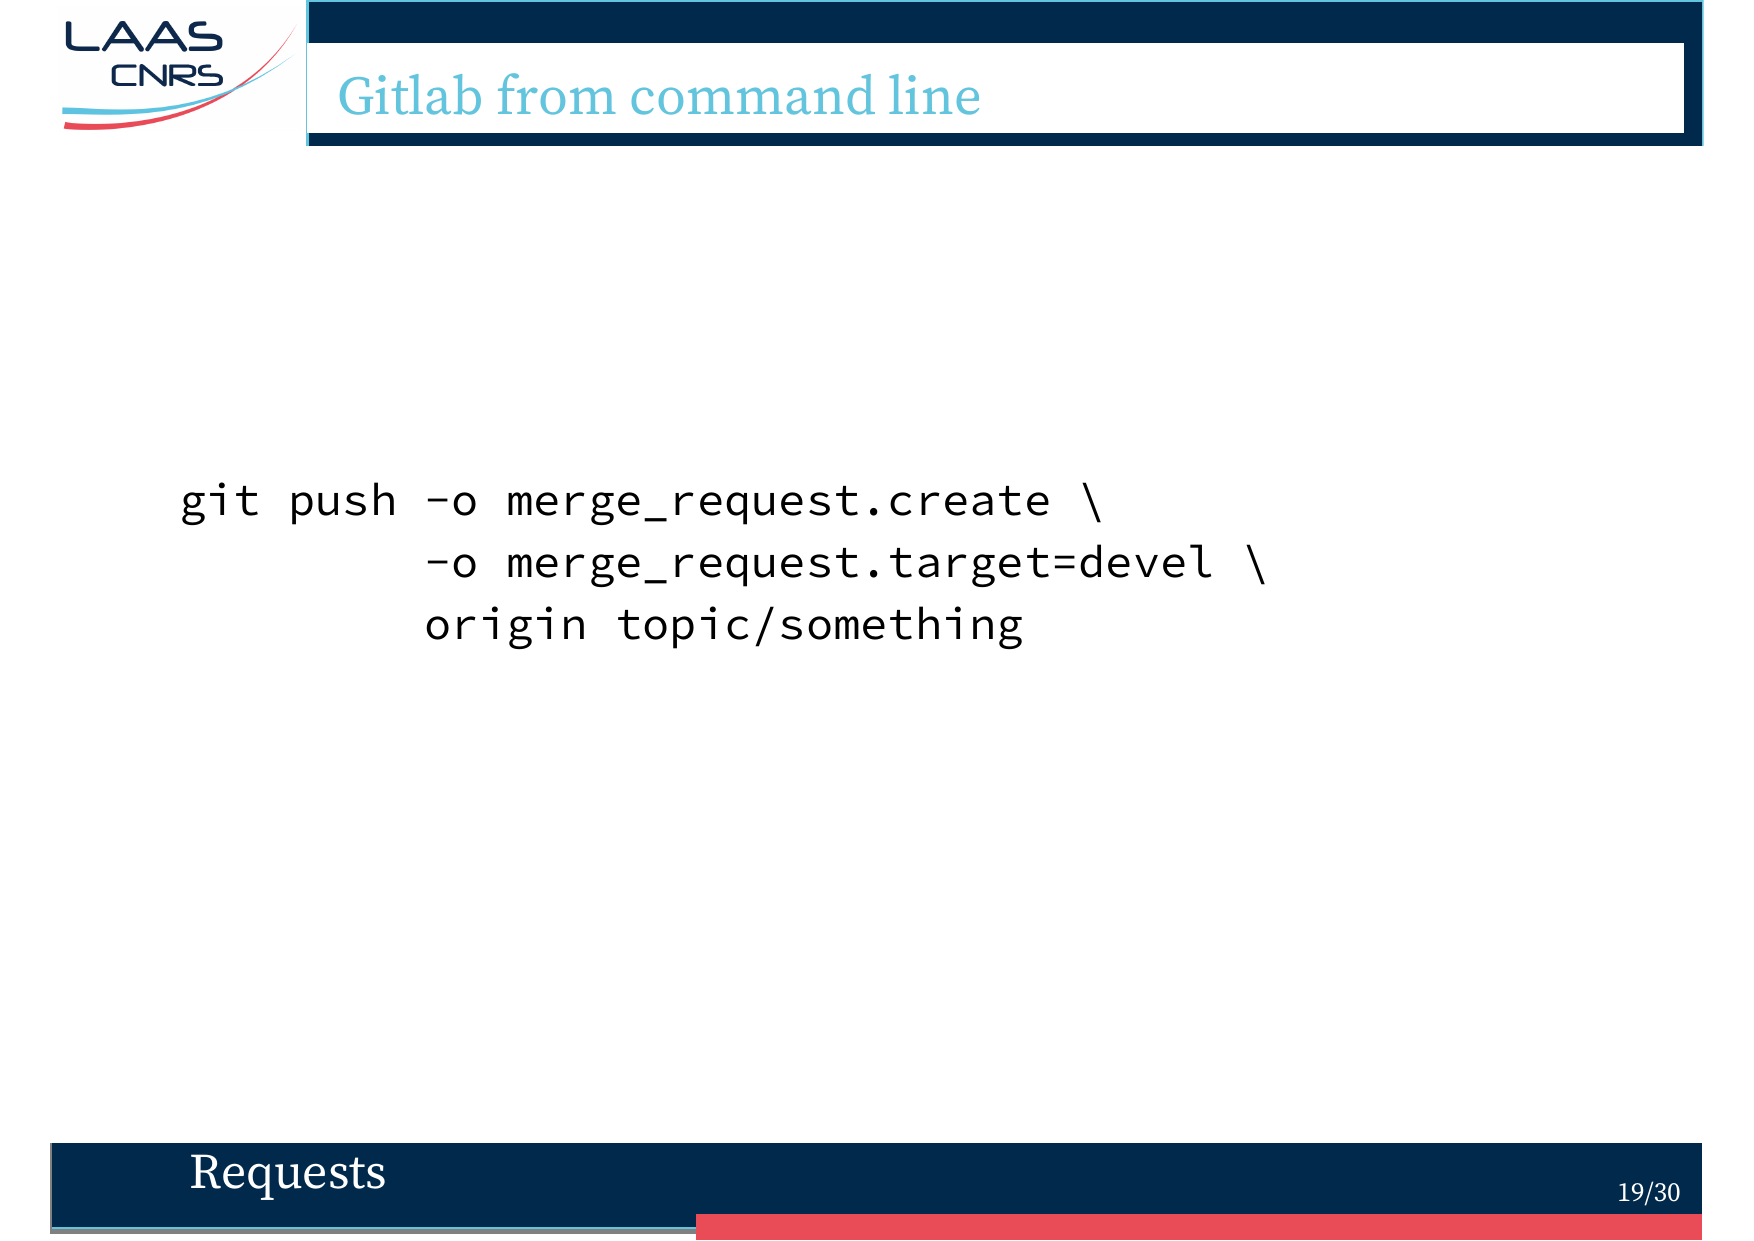 LAAS
CNRS
Gitlab from command line
git push -o merge_request.create \
-o merge_request.target=devel \
origin topic/something
Requests
19/30